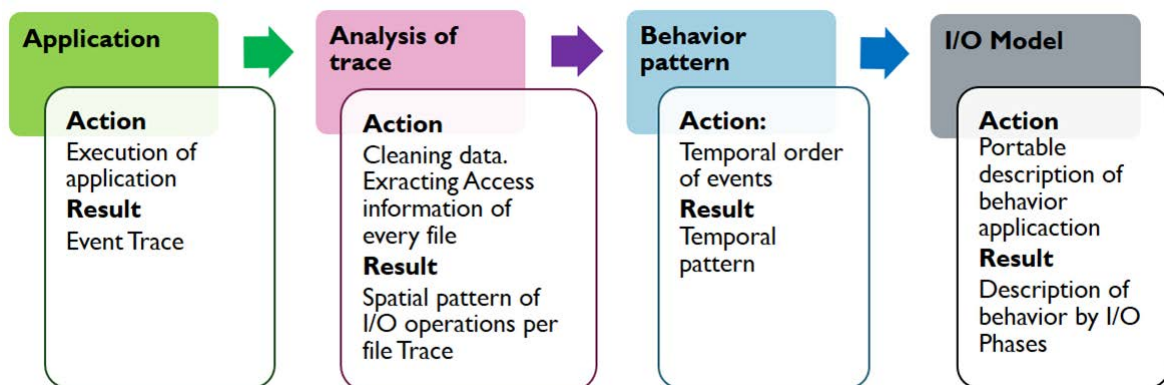 Application
Action
Execution of
application
Result
Event Trace
Analysis of
trace
Action
Cleaning data.
Exracting Access
information of
every file
Result
Spatial pattern of
I/O operations per
file Trace
Behavior
pattern
Action:
Temporal order
of events
Result
Temporal
pattern
I/O Model
Action
Portable
description of
behavior
applicaction
Result
Description of
behavior by I/O
Phases